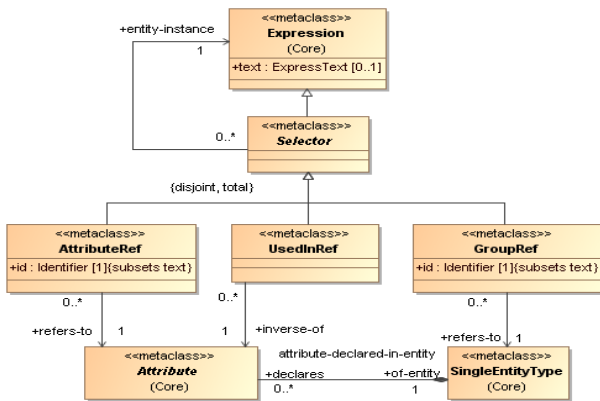 <<metaclass>>
Expression
(Core)
+text : ExpressText [0..1]
+entity-instance
1
0..*
<<metaclass>>
Selector
{disjoint, total}
<<metaclass>>
AttributeRef
+id : Identifier [1]{subsets text}
<<metaclass>>
UsedInRef
<<metaclass>>
GroupRef
+id : Identifier [1]{subsets text}
0..*
0..*
0..*
+refers-to
1
1
+inverse-of
+refers-to
1
<<metaclass>>
Attribute
(Core)
attribute-declared-in-entity
+declares
0..*
+of-entity
1
<<metaclass>>
SingleEntityType
(Core)